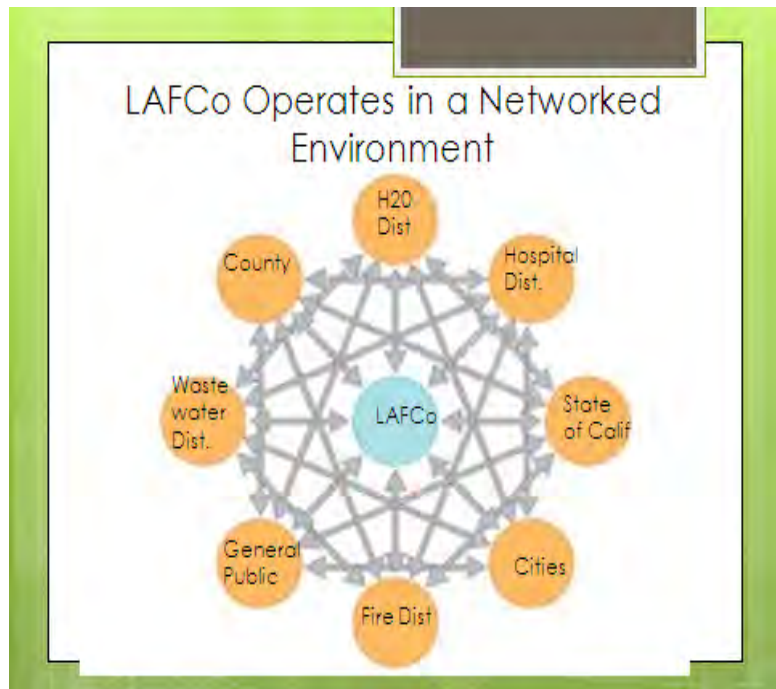 LAFCo Operates in a Networked
Environment
H20
Dist
County
Hospital
Dist.
Waste
water
Dist.
LAFCo
State
of Calif
General
Public
Cities
Fire Dist